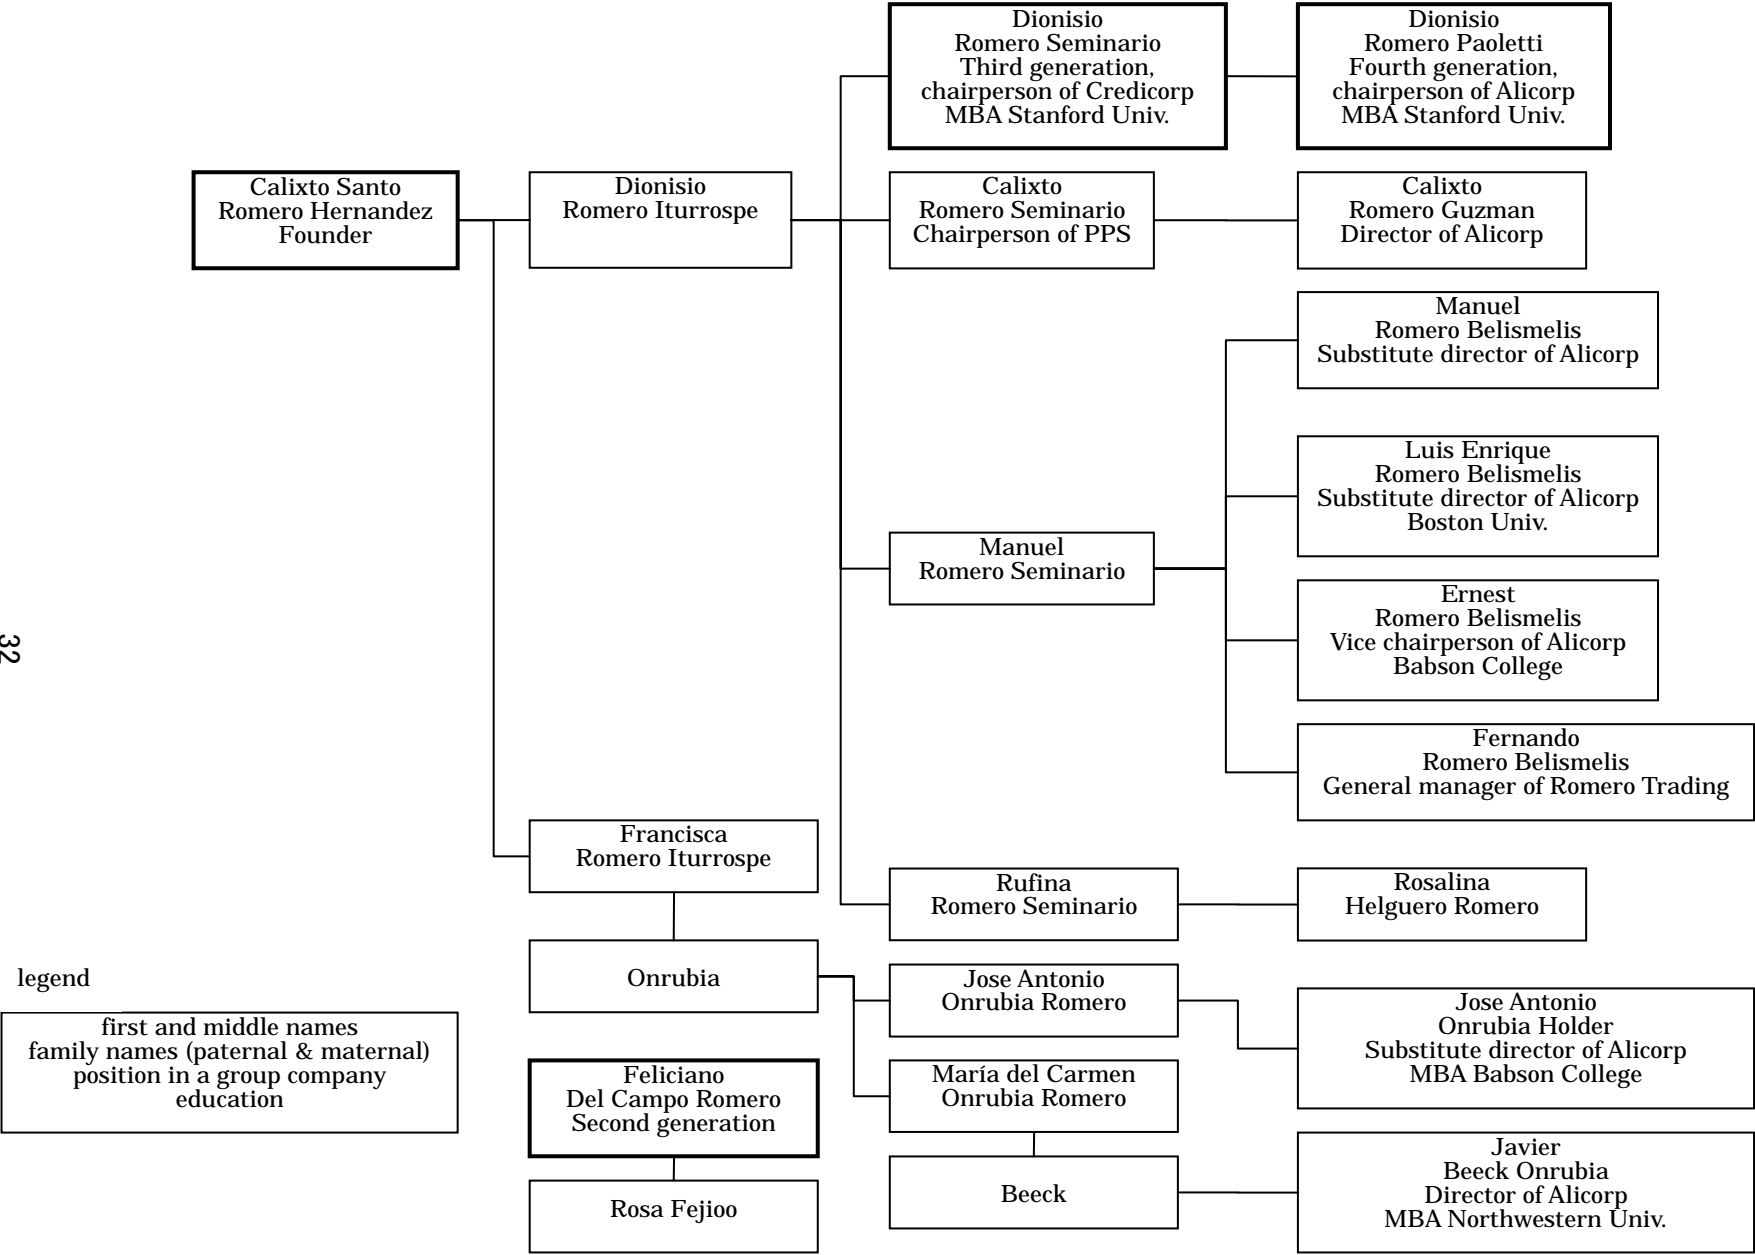 Dionisio
Romero Seminario
Third generation,
chairperson of Credicorp
MBA Stanford Univ.
Dionisio
Romero Paoletti
Fourth generation,
chairperson of Alicorp
MBA Stanford Univ.
Calixto Santo
Romero Hernandez
Founder
Dionisio
Romero Iturrospe
Calixto
Romero Seminario
Chairperson of PPS
Calixto
Romero Guzman
Director of Alicorp
Manuel
Romero Belismelis
Substitute director of Alicorp
Luis Enrique
Romero Belismelis
Substitute director of Alicorp
Boston Univ.
Manuel
Romero Seminario
Ernest
Romero Belismelis
Vice chairperson of Alicorp
Babson College
32
Fernando
Romero Belismelis
General manager of Romero Trading
Francisca
Romero Iturrospe
Rufina
Romero Seminario
Rosalina
Helguero Romero
Onrubia
Jose Antonio
Onrubia Romero
Jose Antonio
Onrubia Holder
Substitute director of Alicorp
MBA Babson College
legend
first and middle names
family names (paternal & maternal)
position in a group company
education
Feliciano
Del Campo Romero
Second generation
María del Carmen
Onrubia Romero
Rosa Fejioo
Beeck
Javier
Beeck Onrubia
Director of Alicorp
MBA Northwestern Univ.